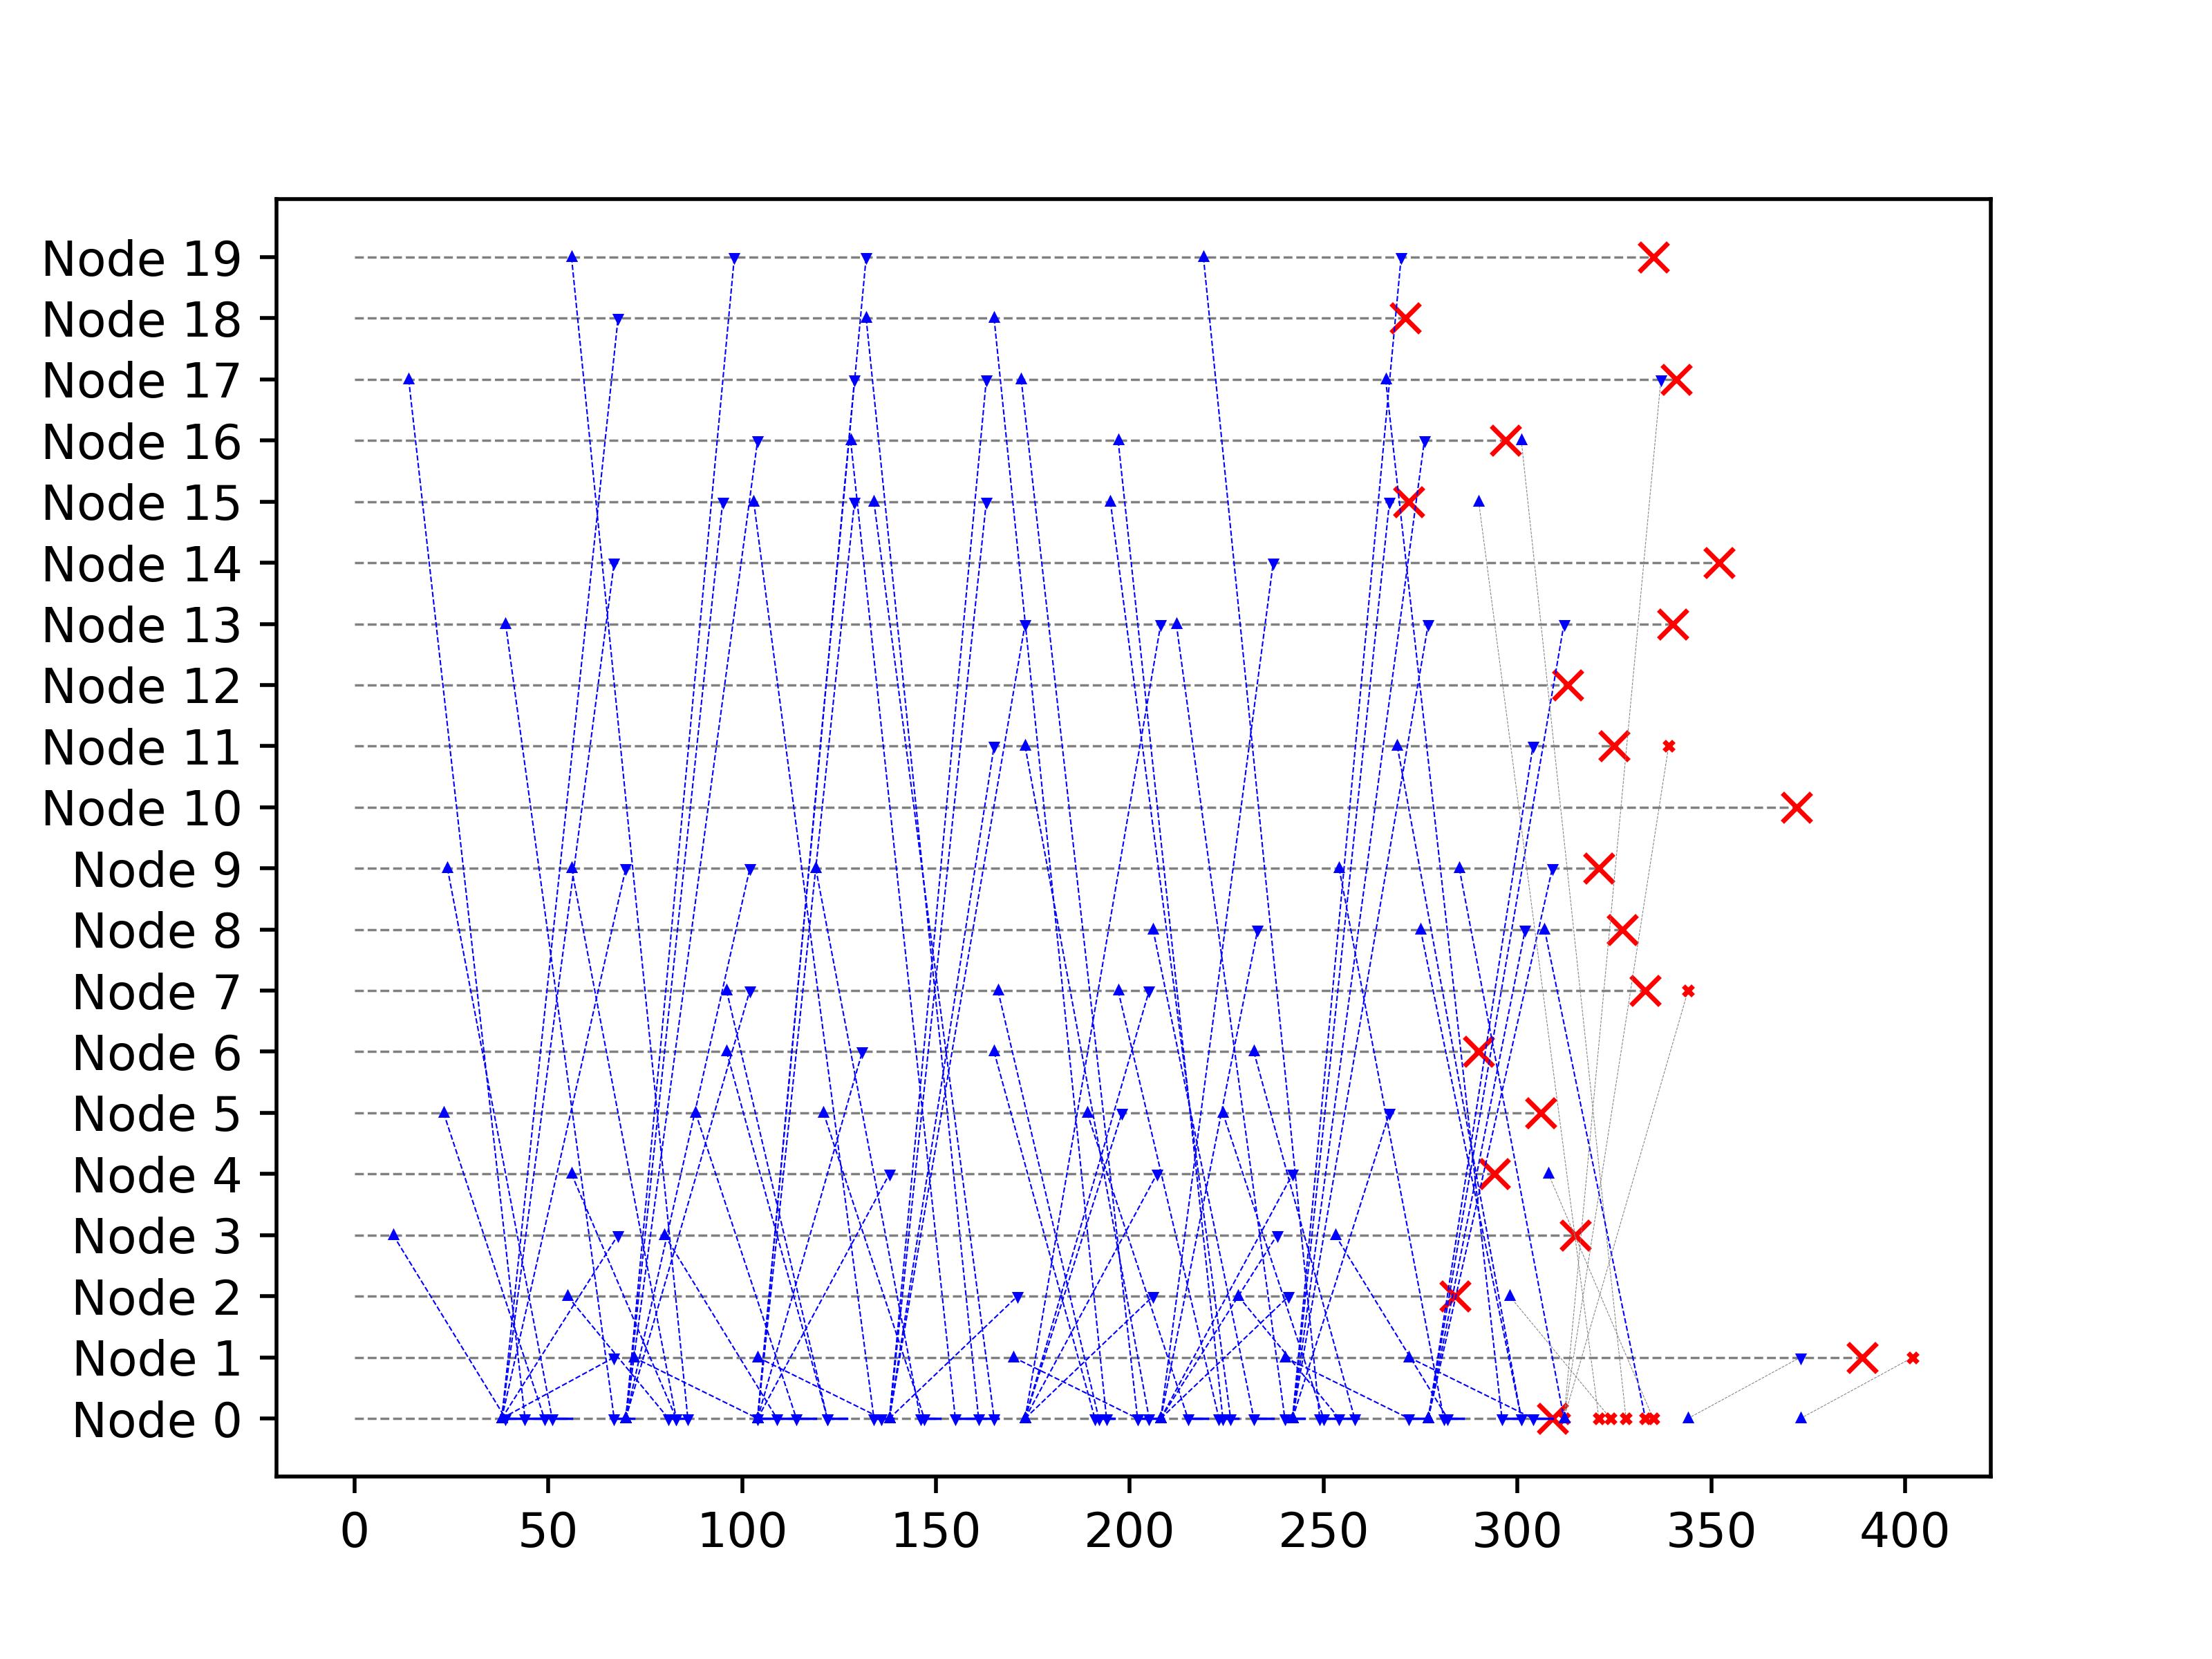 Node 19
Node 18
Node 17
Node 16
Node 15
Node 14
Node 13
Node 12
Node 11
Node 10
Node 9
Node 8
Node 7
Node 6
Node 5
Node 4
Node 3
Node 2
Node 1
Node 0
0 50 100 150 200 250 300 350 400